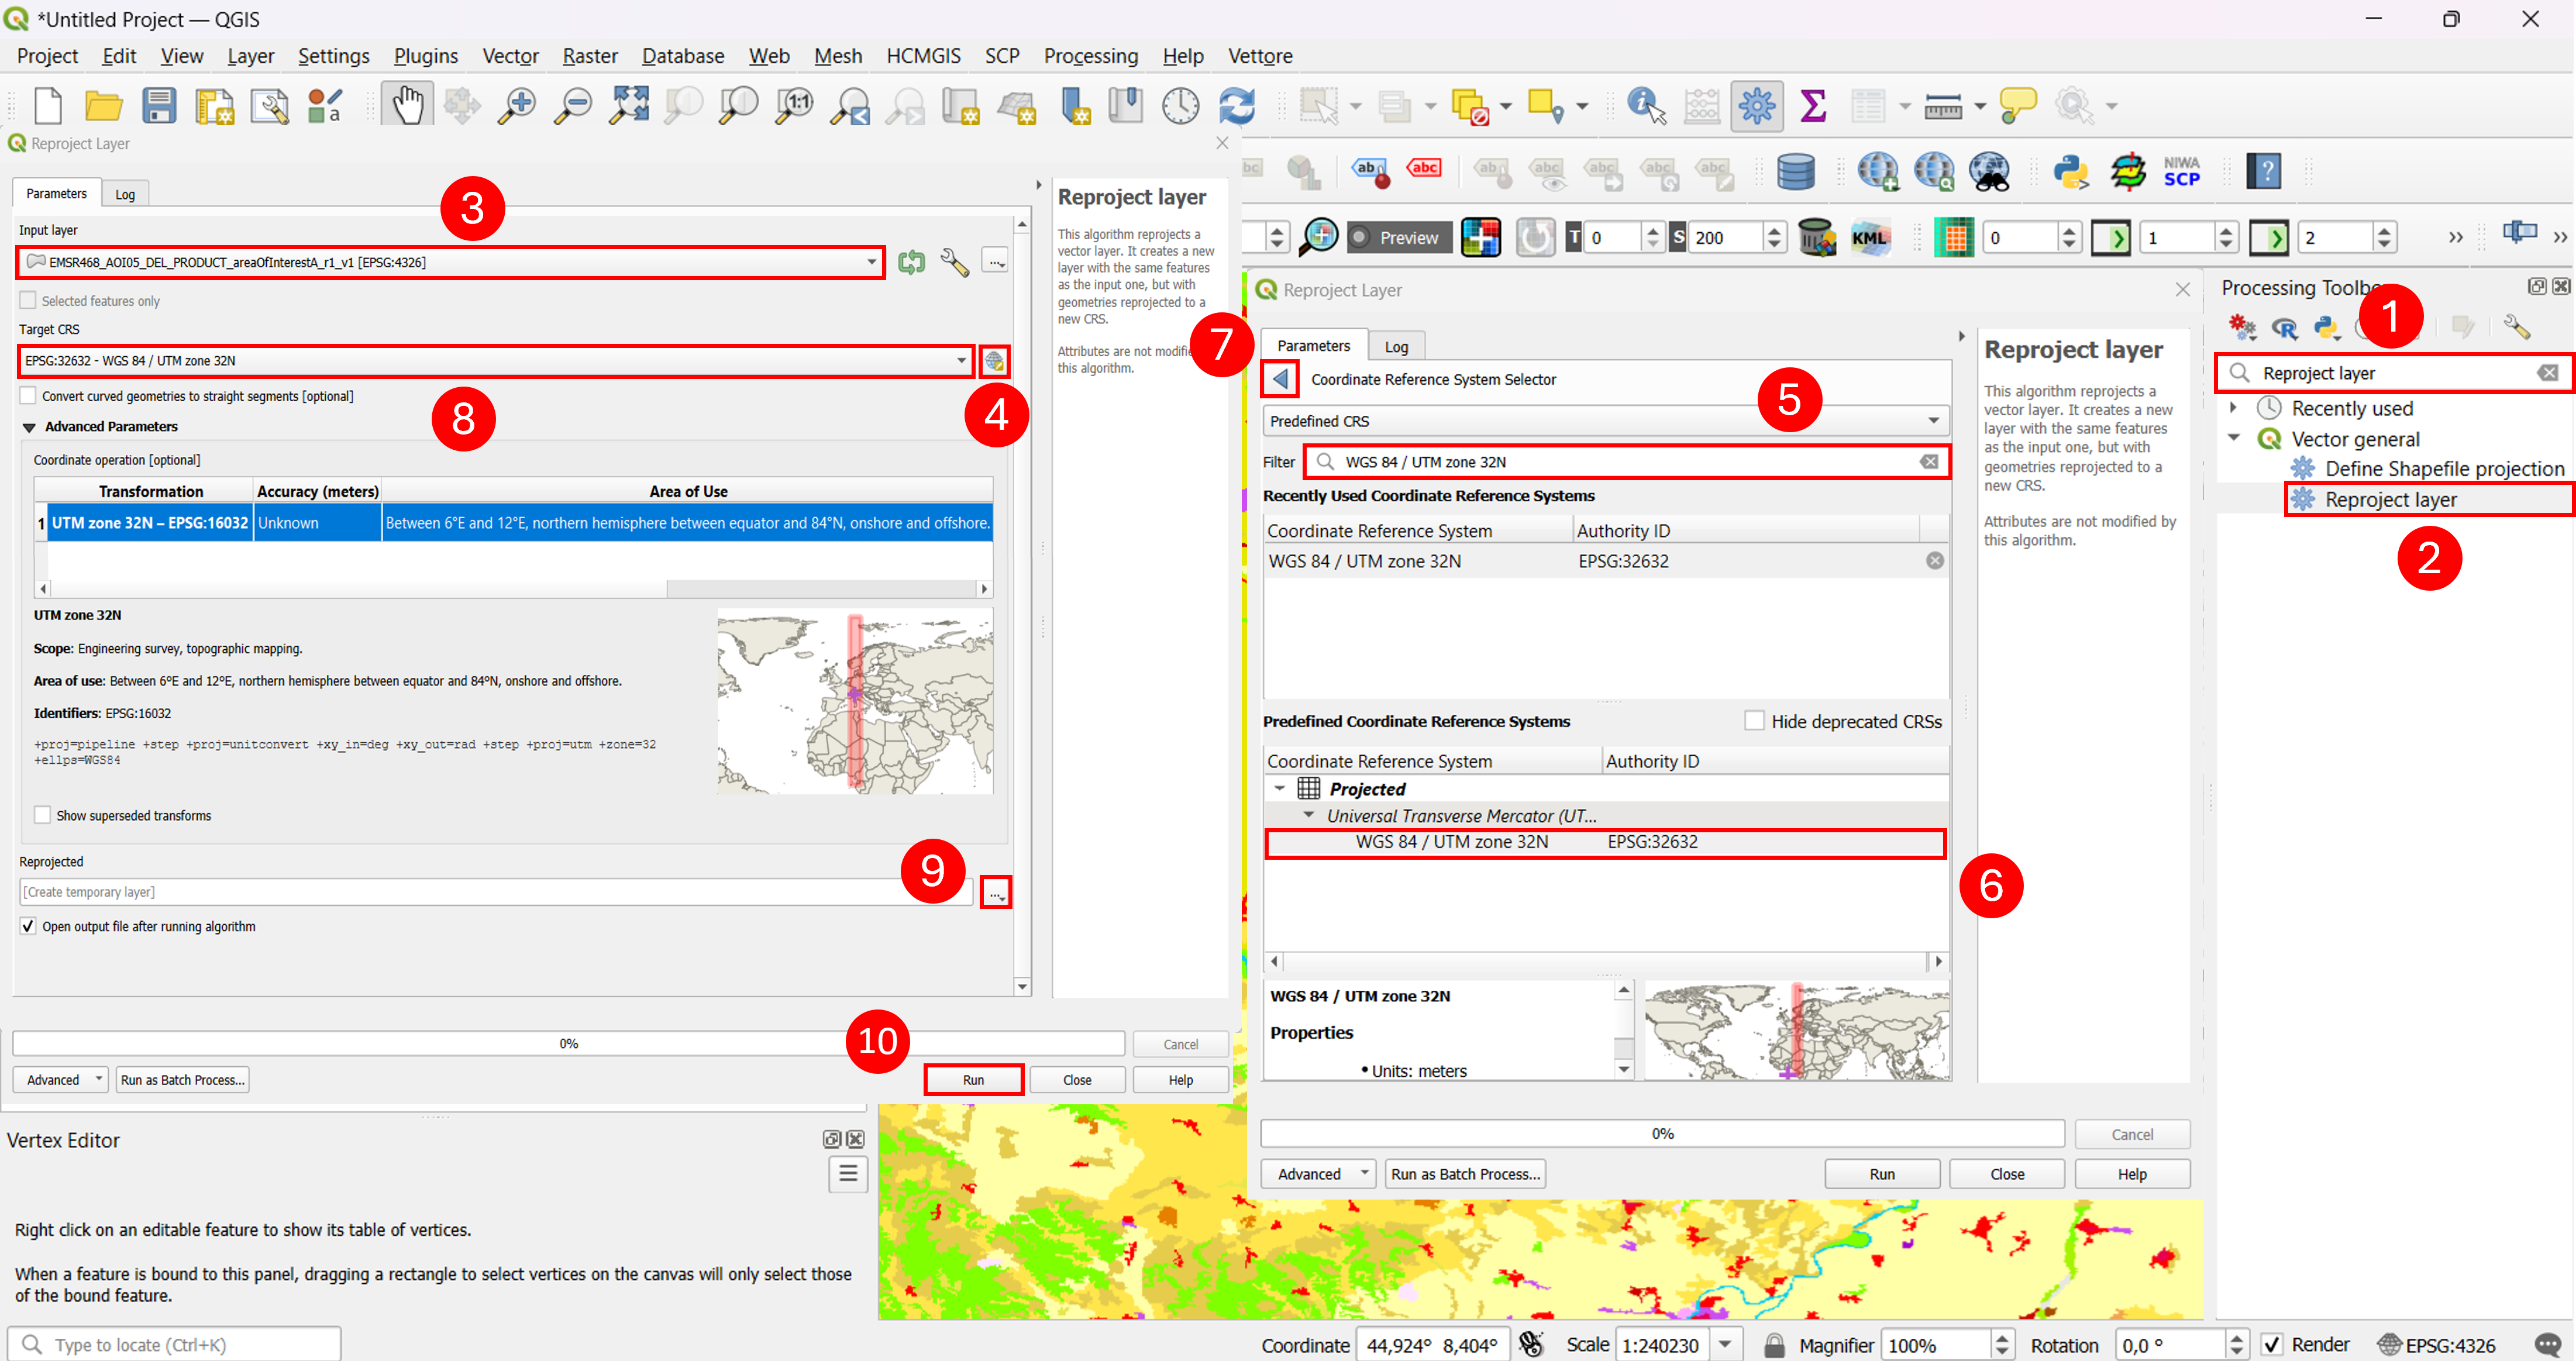 *Untitled Project — QGIS
Project Edit View Layer Settings Plugins Vector Raster Database Web Mesh HCMGIS SCP Processing Help Vettore
a
1:1
Reproject Layer
Parameters Log
3
Input layer
EMSR468_AOI05_DEL_PRODUCT_areaOfInterestA_r1_v1 [EPSG:4326]
...
Selected features only
Target CRS
EPSG:32632 - WGS 84 / UTM zone 32N
Convert curved geometries to straight segments [optional]
8
4
Advanced Parameters
Coordinate operation [optional]
Transformation Accuracy (meters) Area of Use
1 UTM zone 32N – EPSG:16032 Unknown Between 6°E and 12°E, northern hemisphere between equator and 84°N, onshore and offshore.
UTM zone 32N
Scope: Engineering survey, topographic mapping.
Area of use: Between 6°E and 12°E, northern hemisphere between equator and 84°N, onshore and offshore.
Identifiers: EPSG:16032
+proj=pipeline +step +proj=unitconvert +xy_in=deg +xy_out=rad +step +proj=utm +zone=32
+ellps=WGS84
Show superseded transforms
Reprojected
9
[Create temporary layer]
...
Open output file after running algorithm
0%
10
Cancel
Advanced Run as Batch Process... Run Close Help
Reproject layer
This algorithm reprojects a
vector layer. It creates a new
layer with the same features
as the input one, but with
geometries reprojected to a
new CRS.
Attributes are not modifie
this algorithm.
7
abc ab abc ab abc abc abc abc NIWA
SCP
?
Preview T 0 S 200 KML 0 1 2 »  »
Reproject Layer
Parameters Log
Coordinate Reference System Selector
5
Predefined CRS
Filter WGS 84 / UTM zone 32N
Recently Used Coordinate Reference Systems
Coordinate Reference System Authority ID
WGS 84 / UTM zone 32N EPSG:32632
Predefined Coordinate Reference Systems Hide deprecated CRSs
Coordinate Reference System Authority ID
Projected
Universal Transverse Mercator (UT...
WGS 84 / UTM zone 32N EPSG:32632
6
WGS 84 / UTM zone 32N
Properties
• Units: meters
0%
Cancel
Advanced Run as Batch Process... Run Close Help
Reproject layer
This algorithm reprojects a
vector layer. It creates a new
layer with the same features
as the input one, but with
geometries reprojected to a
new CRS.
Attributes are not modified by
this algorithm.
Processing Toolbo
1
R
Reproject layer
Recently used
Vector general
Define Shapefile projection
Reproject layer
2
Vertex Editor
Right click on an editable feature to show its table of vertices.
When a feature is bound to this panel, dragging a rectangle to select vertices on the canvas will only select those
of the bound feature.
Type to locate (Ctrl+K)
Coordinate 44,924° 8,404° Scale 1:240230 Magnifier 100% Rotation 0,0 ° Render EPSG:4326